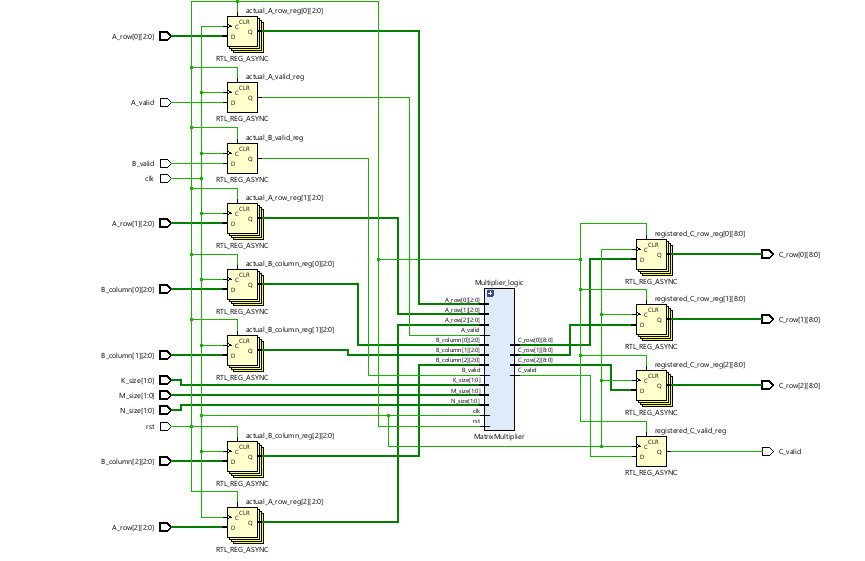 actual_A_row_reg[0][2:0]
A_row[0][2:0]
CLR
C
D
Q
RTL_REG_ASYNC
actual_A_valid_reg
A_valid
CLR
C
D
Q
RTL_REG_ASYNC
actual_B_valid_reg
B_valid
clk
CLR
C
D
Q
RTL_REG_ASYNC
actual_A_row_reg[1][2:0]
A_row[1][2:0]
CLR
C
D
Q
RTL_REG_ASYNC
actual_B_column_reg[0][2:0]
B_column[0][2:0]
CLR
C
D
Q
RTL_REG_ASYNC
actual_B_column_reg[1][2:0]
B_column[1][2:0]
CLR
C
D
Q
RTL_REG_ASYNC
K_size[1:0]
M_size[1:0]
N_size[1:0]
rst
actual_B_column_reg[2][2:0]
B_column[2][2:0]
CLR
C
D
Q
RTL_REG_ASYNC
actual_A_row_reg[2][2:0]
A_row[2][2:0]
CLR
C
D
Q
RTL_REG_ASYNC
Multiplier_logic
A_row[0][2:0]
A_row[1][2:0]
A_row[2][2:0]
A_valid
B_column[0][2:0]
B_column[1][2:0]
B_column[2][2:0]
B_valid
K_size[1:0]
M_size[1:0]
N_size[1:0]
clk
rst
C_row[0][8:0]
C_row[1][8:0]
C_row[2][8:0]
C_valid
MatrixMultiplier
registered_C_row_reg[0][8:0]
CLR
C
D
Q
C_row[0][8:0]
RTL_REG_ASYNC
registered_C_row_reg[1][8:0]
CLR
C
D
Q
C_row[1][8:0]
RTL_REG_ASYNC
registered_C_row_reg[2][8:0]
CLR
C
D
Q
C_row[2][8:0]
RTL_REG_ASYNC
registered_C_valid_reg
CLR
C
D
Q
C_valid
RTL_REG_ASYNC